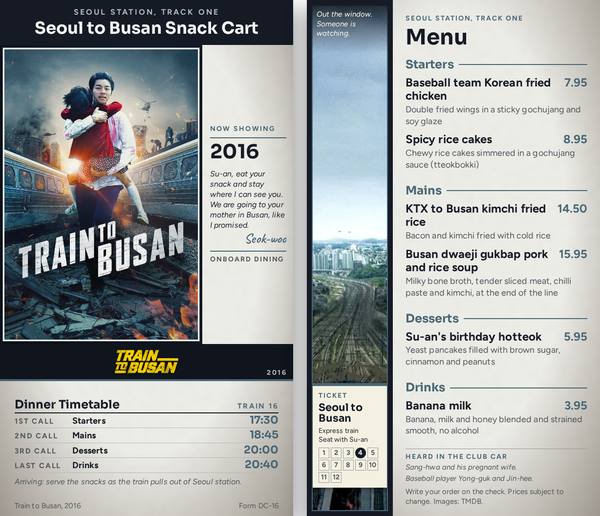 SEOUL STATION, TRACK ONE
Seoul to Busan Snack Cart
TRAIN TO
BUSAN
NOW SHOWING
2016
Su-an, eat your
snack and stay
where I can see you.
We are going to your
mother in Busan, like
I promised.
Seok-woo
ONBOARD DINING
TRAIN
TO BUSAN
2016
Dinner Timetable TRAIN 16
1ST CALL Starters 17:30
2ND CALL Mains 18:45
3RD CALL Desserts 20:00
LAST CALL Drinks 20:40
Arriving: serve the snacks as the train pulls out of Seoul station.
Train to Busan, 2016 Form DC-16
Out the window.
Someone is
watching.
TICKET
Seoul to
Busan
Express train
Seat with Su-an
1 2 3 4 5
6 7 8 9 10
11 12
SEOUL STATION, TRACK ONE
Menu
Starters
Baseball team Korean fried 7.95
chicken
Double fried wings in a sticky gochujang and
soy glaze
Spicy rice cakes 8.95
Chewy rice cakes simmered in a gochujang
sauce (tteokbokki)
Mains
KTX to Busan kimchi fried 14.50
rice
Bacon and kimchi fried with cold rice
Busan dwaeji gukbap pork 15.95
and rice soup
Milky bone broth, tender sliced meat, chilli
paste and kimchi, at the end of the line
Desserts
Su-an's birthday hotteok 5.95
Yeast pancakes filled with brown sugar,
cinnamon and peanuts
Drinks
Banana milk 3.95
Banana, milk and honey blended and strained
smooth, no alcohol
HEARD IN THE CLUB CAR
Sang-hwa and his pregnant wife.
Baseball player Yong-guk and Jin-hee.
Write your order on the check. Prices subject to
change. Images: TMDB.